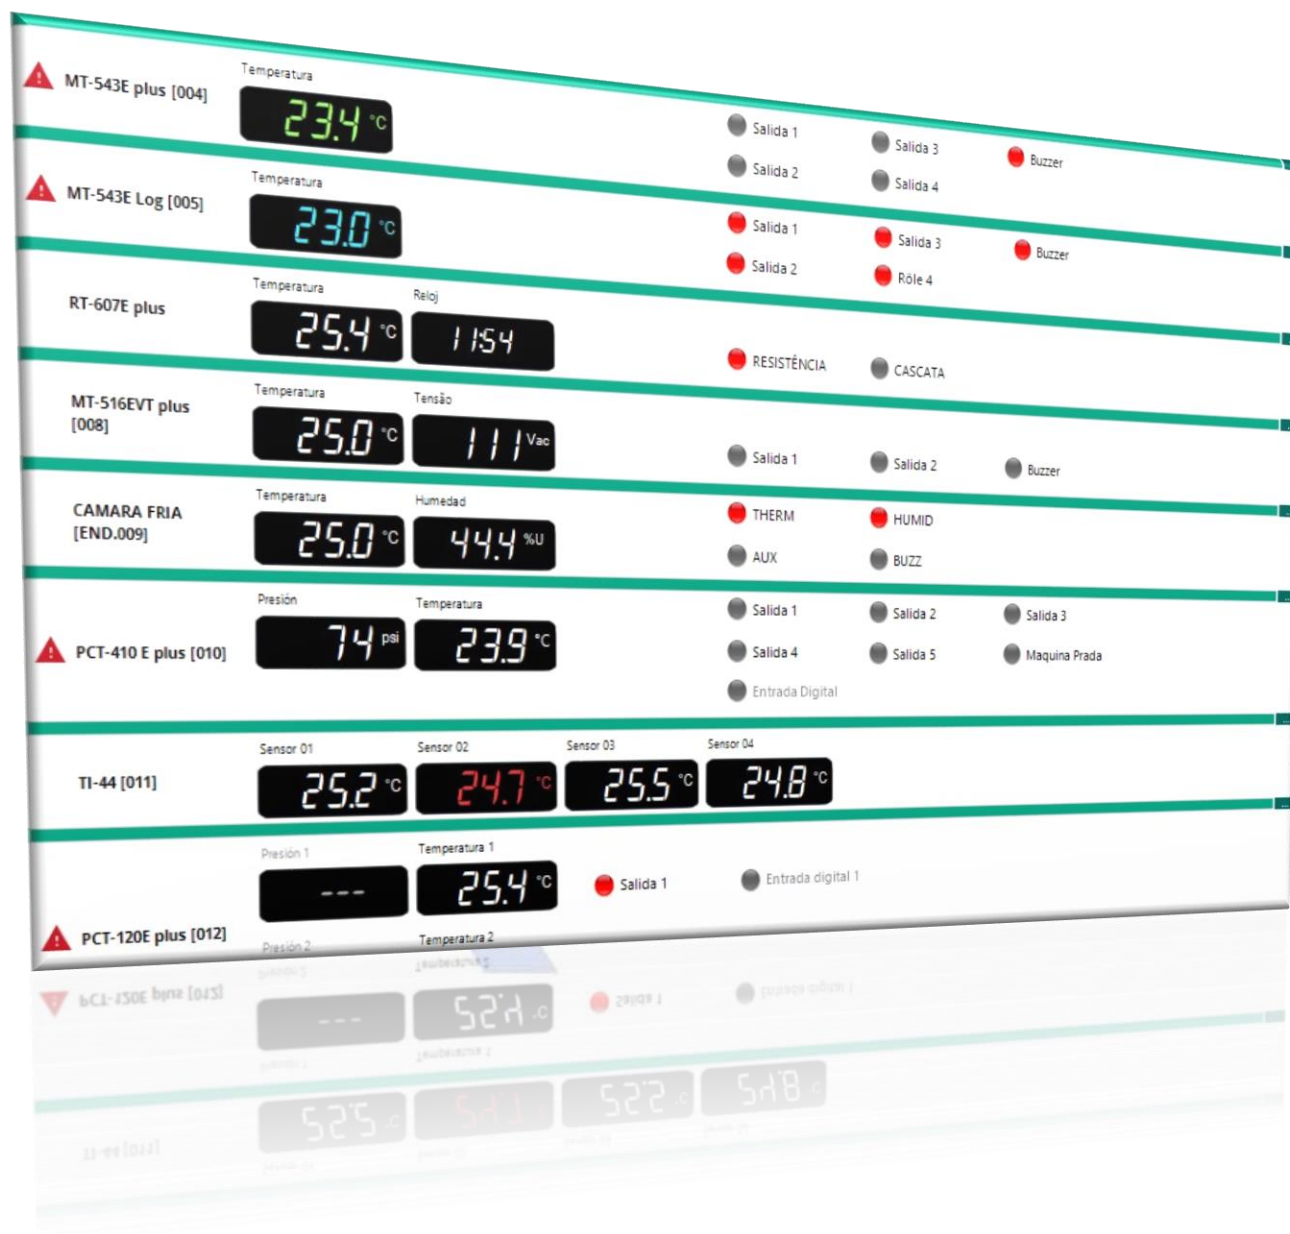 Temperatura
MT-543E plus [004]
23.4 °C
Salida 1
Salida 3
Buzzer
Salida 2
Salida 4
Temperatura
MT-543E Log [005]
23.0 °C
Salida 1
Salida 3
Buzzer
Salida 2
Röle 4
Temperatura
Reloj
RT-607E plus
25.4 °C
11:54
RESISTÊNCIA
CASCATA
Temperatura
Tensão
MT-516EVT plus
[008]
25.0 °C
111 Vac
Salida 1
Salida 2
Buzzer
Temperatura
Humedad
CAMARA FRIA
[END.009]
25.0 °C
44.4 %U
THERM
HUMID
AUX
BUZZ
Presión
Temperatura
PCT-410 E plus [010]
74 psi
23.9 °C
Salida 1
Salida 2
Salida 3
Salida 4
Salida 5
Maquina Prada
Entrada Digital
Sensor 01
Sensor 02
Sensor 03
Sensor 04
TI-44 [011]
25.2 °C
24.7 °C
25.5 °C
24.8 °C
Presión 1
Temperatura 1
---
25.4 °C
Salida 1
Entrada digital 1
PCT-120E plus [012]
Presión 2
Temperatura 2